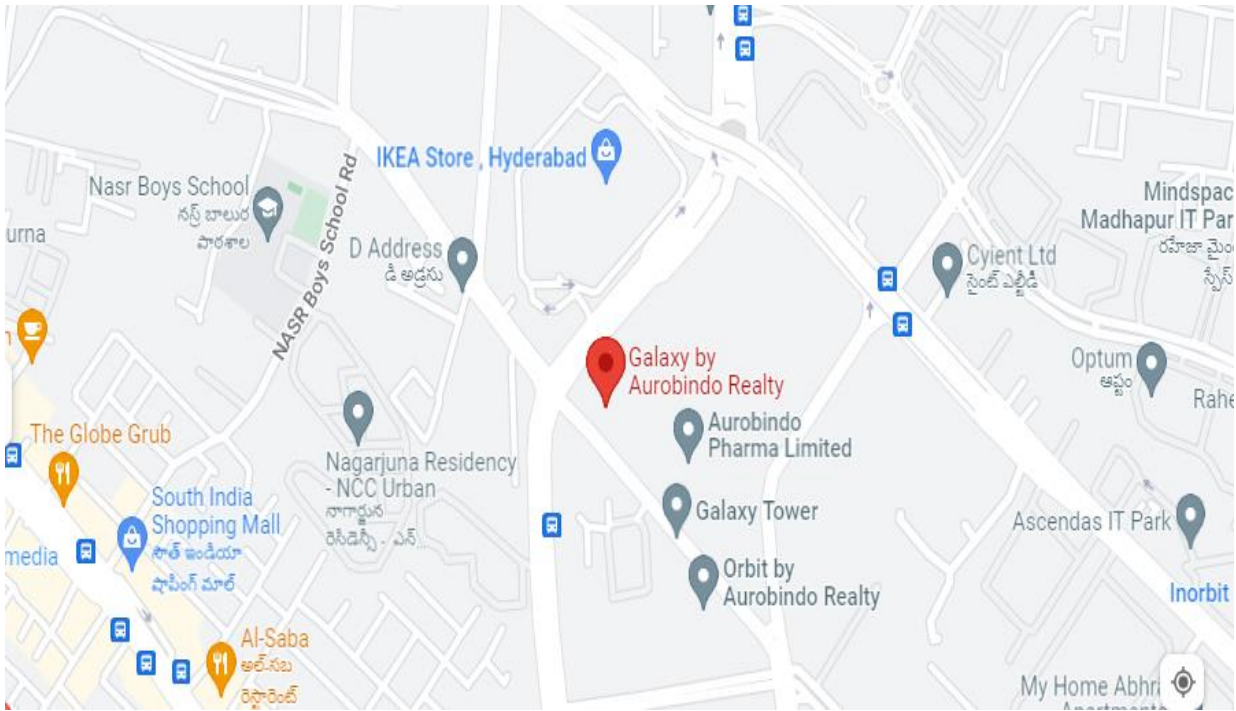 IKEA Store , Hyderabad
Nasr Boys School
నస్ర్ బాలుర
పాఠశాల
NASR Boys School Rd
D Address
డీ అడ్రసు
urna
Mindspac
Madhapur IT Par
రహేజా మైం
స్పేస్
Cyient Ltd
సైంట్ ఎల్టీడీ
Galaxy by
Aurobindo Realty
Optum
ఆప్టం
Rahe
Aurobindo
Pharma Limited
The Globe Grub
Nagarjuna Residency
- NCC Urban
నాగార్జున
రెసిడెన్సీ - ఎన్...
South India
Shopping Mall
సౌత్ ఇండియా
షాపింగ్ మాల్
media
Galaxy Tower
Ascendas IT Park
Orbit by
Aurobindo Realty
Inorbit
Al-Saba
అల్-సబ
రెస్టారెంట్
My Home Abhra